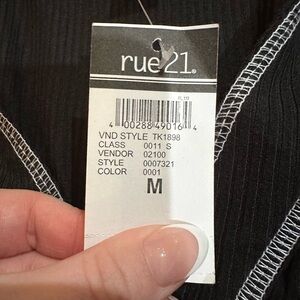 rue21.
4 00288 49016 4
VND STYLE TK1898
CLASS 0011 S
VENDOR 02100
STYLE 0007321
COLOR 0001
M